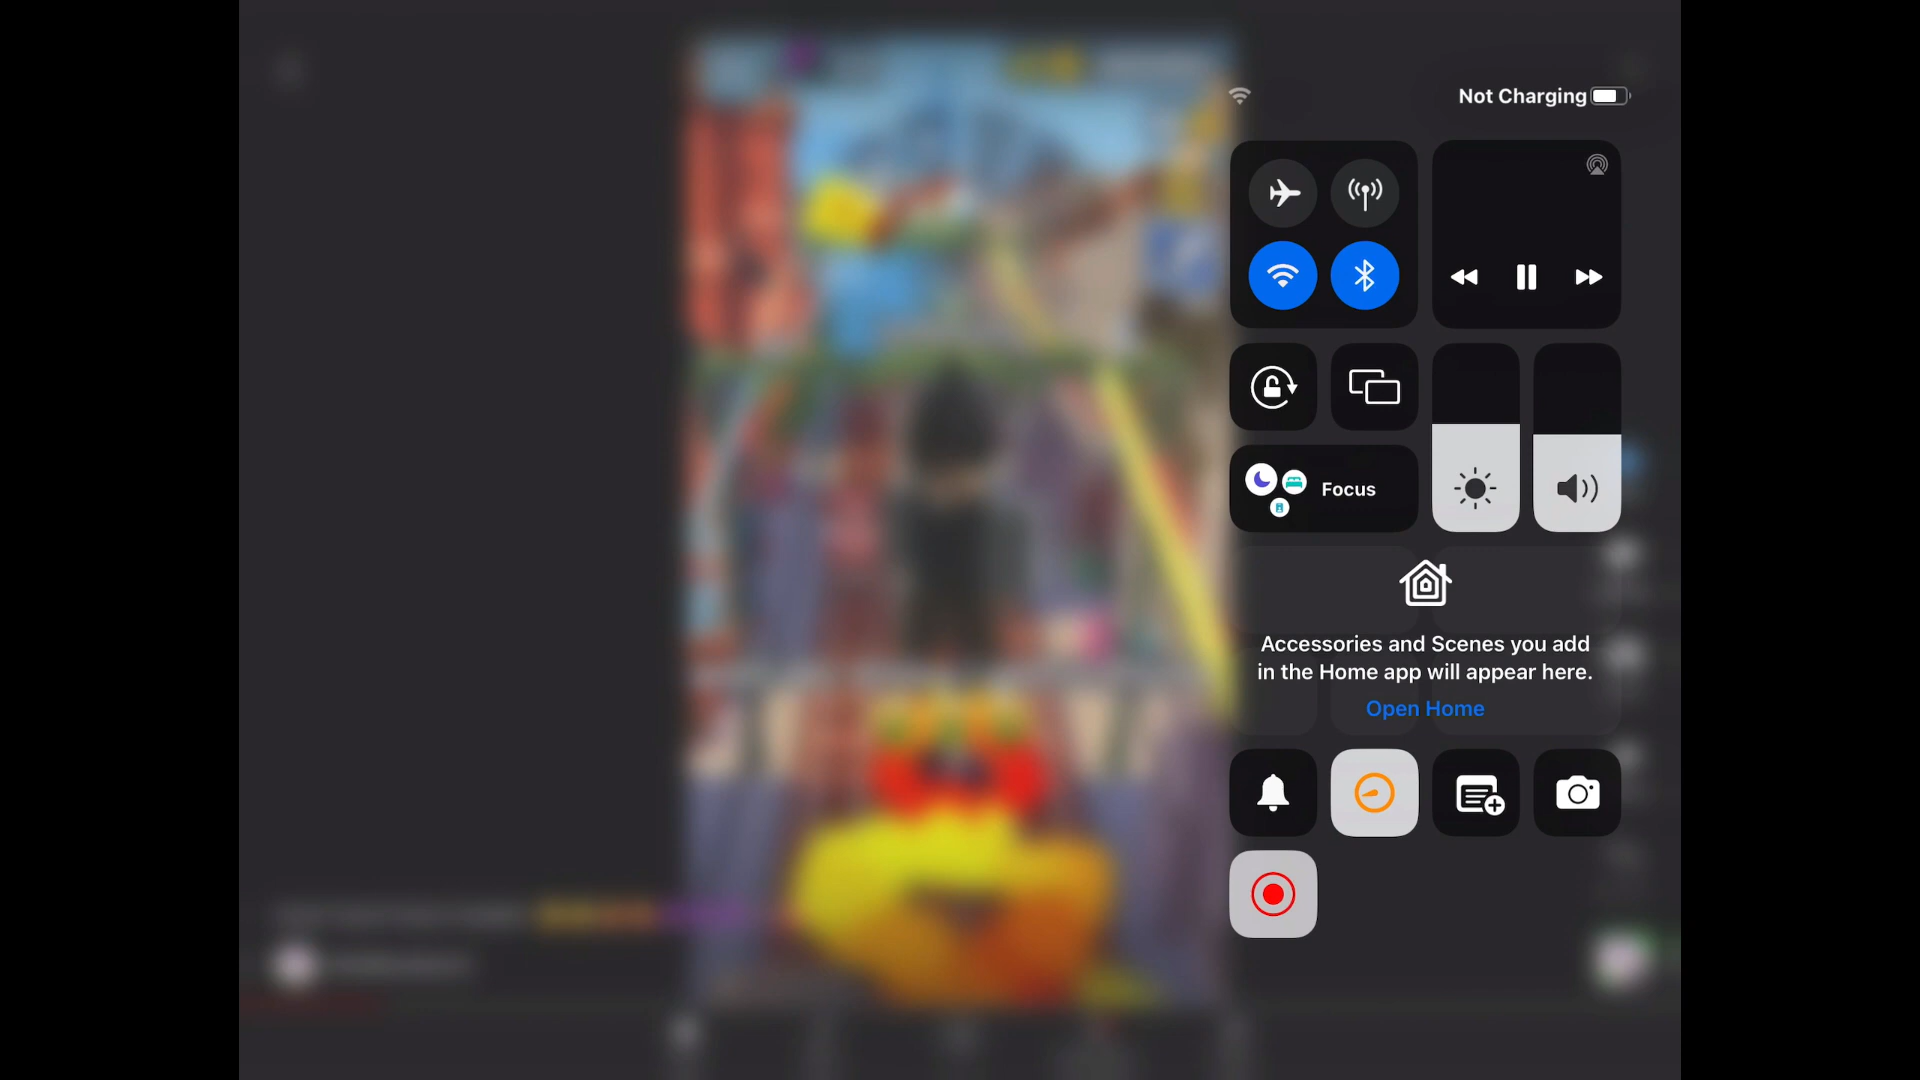 Not Charging
Focus
Accessories and Scenes you add
in the Home app will appear here.
Open Home